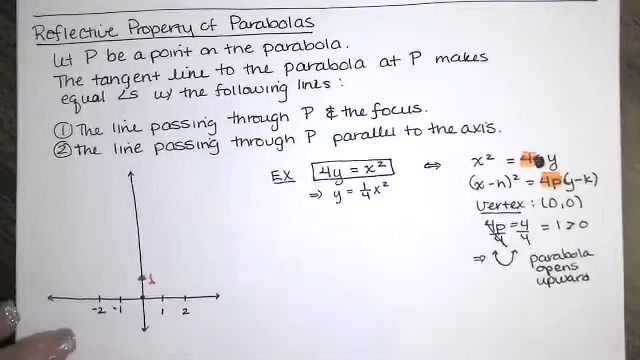 Reflective Property of Parabolas
Let P be a point on the parabola.
The tangent line to the parabola at P makes
equal ∠s w/ the following lines:
① The line passing through P & the focus.
② the line passing through P parallel to the axis.
EX 4y = x² ⇔ x² = 4 y
⇒ y = 1/4 x²
(x-h)² = 4p(y-k)
Vertex: (0,0)
4p/4 = 4/4 = 1 > 0
⇒ ∪ parabola
opens
upward
1
-2 -1 1 2